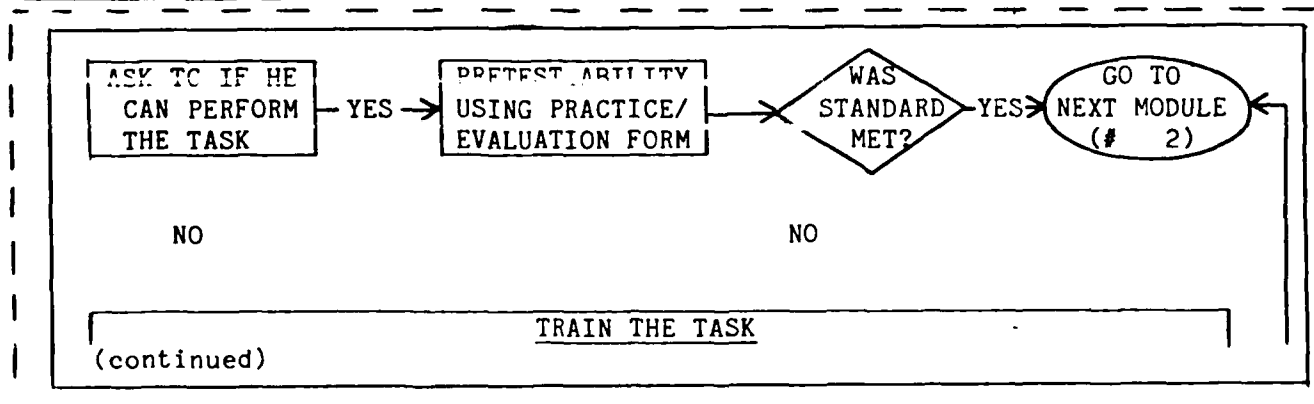 ASK TC IF HE
CAN PERFORM
THE TASK
YES
PRETEST ABILITY
USING PRACTICE/
EVALUATION FORM
WAS
STANDARD
MET?
YES
GO TO
NEXT MODULE
(# 2)
NO
NO
TRAIN THE TASK
(continued)